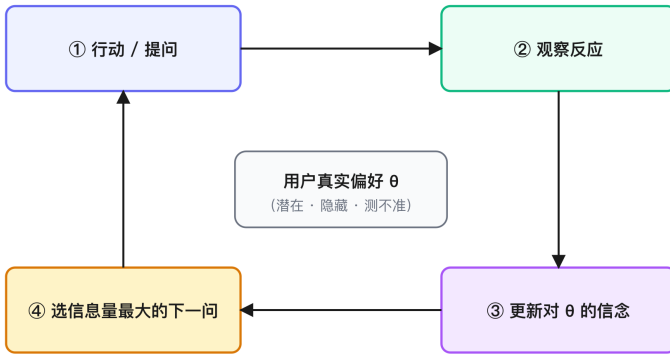 ① 行动 / 提问
② 观察反应
用户真实偏好 θ
（潜在 · 隐藏 · 测不准）
④ 选信息量最大的下一问
③ 更新对 θ 的信念